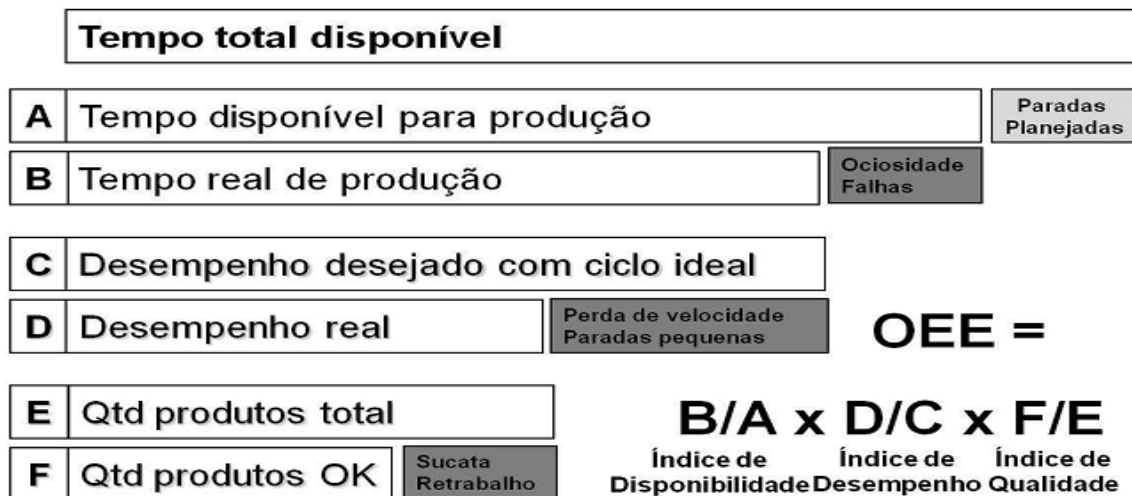 Tempo total disponível
A Tempo disponível para produção
Paradas
Planejadas
B Tempo real de produção
Ociosidade
Falhas
C Desempenho desejado com ciclo ideal
D Desempenho real
Perda de velocidade
Paradas pequenas
OEE =
E Qtd produtos total
B/A x D/C x F/E
F Qtd produtos OK
Sucata
Retrabalho
Índice de
Disponibilidade
Índice de
Desempenho
Índice de
Qualidade